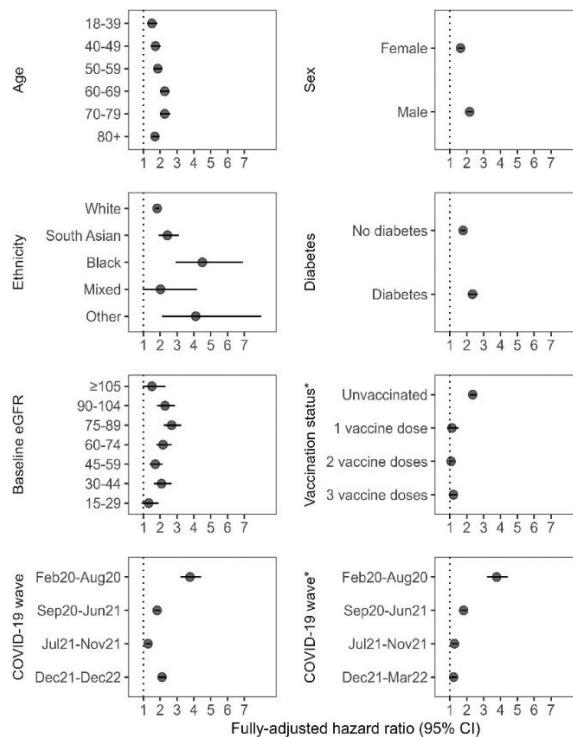 Age
18-39
40-49
50-59
60-69
70-79
80+
1 2 3 4 5 6 7
Sex
Female
Male
1 2 3 4 5 6 7
Ethnicity
White
South Asian
Black
Mixed
Other
1 2 3 4 5 6 7
Diabetes
No diabetes
Diabetes
1 2 3 4 5 6 7
Baseline eGFR
≥105
90-104
75-89
60-74
45-59
30-44
15-29
1 2 3 4 5 6 7
Vaccination status*
Unvaccinated
1 vaccine dose
2 vaccine doses
3 vaccine doses
1 2 3 4 5 6 7
COVID-19 wave
Feb20-Aug20
Sep20-Jun21
Jul21-Nov21
Dec21-Dec22
1 2 3 4 5 6 7
COVID-19 wave*
Feb20-Aug20
Sep20-Jun21
Jul21-Nov21
Dec21-Mar22
1 2 3 4 5 6 7
Fully-adjusted hazard ratio (95% CI)